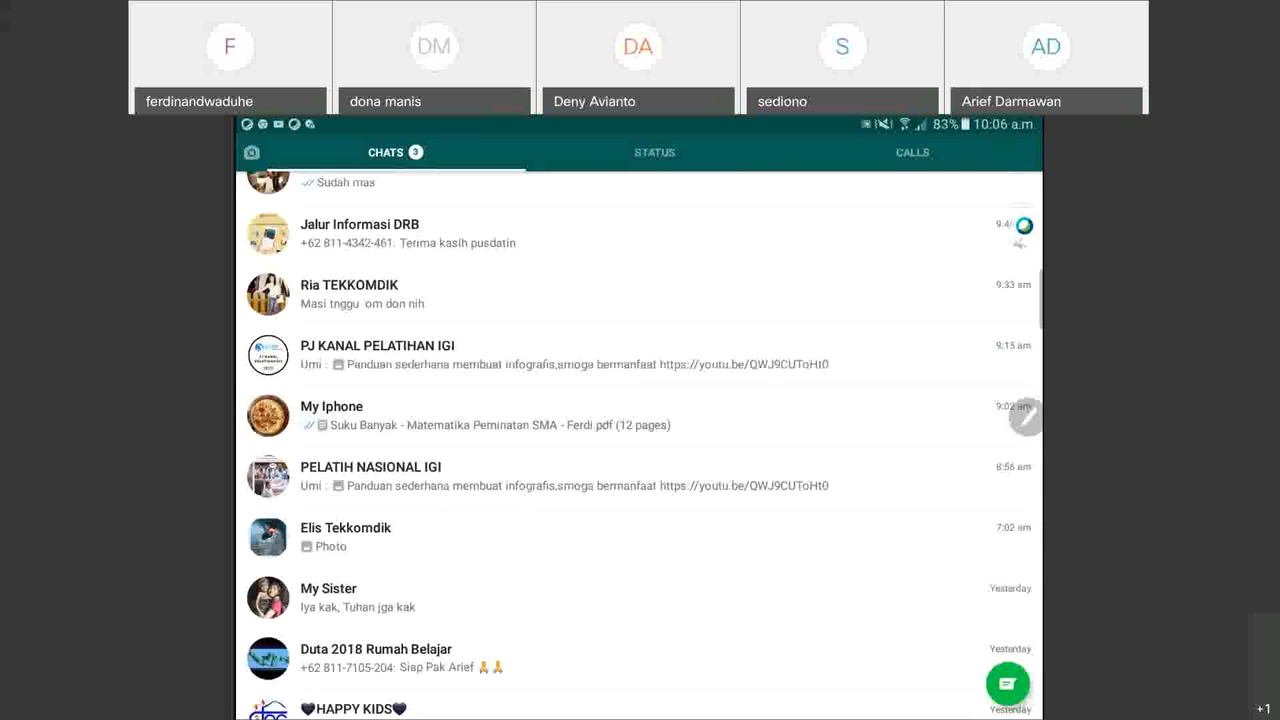 F
DM
DA
S
AD
ferdinandwaduhe
dona manis
Deny Avianto
sediono
Arief Darmawan
83% 10:06 a.m
CHATS 3
STATUS
CALLS
Sudah mas
Jalur Informasi DRB
9:4
+62 811-4342-461: Terima kasih pusdatin
Ria TEKKOMDIK
9:33 am
Masi tnggu om don nih
PJ KANAL PELATIHAN IGI
9:15 am
Umi : Panduan sederhana membuat infografis,smoga bermanfaat https://youtu.be/QWJ9CUToHt0
My Iphone
9:02 am
Suku Banyak - Matematika Peminatan SMA - Ferdi.pdf (12 pages)
PELATIH NASIONAL IGI
8:56 am
Umi : Panduan sederhana membuat infografis,smoga bermanfaat https://youtu.be/QWJ9CUToHt0
Elis Tekkomdik
7:02 am
Photo
My Sister
Yesterday
Iya kak, Tuhan jga kak
Duta 2018 Rumah Belajar
Yesterday
+62 811-7105-204: Siap Pak Arief 🙏🙏
🖤HAPPY KIDS🖤
Yesterday
+1